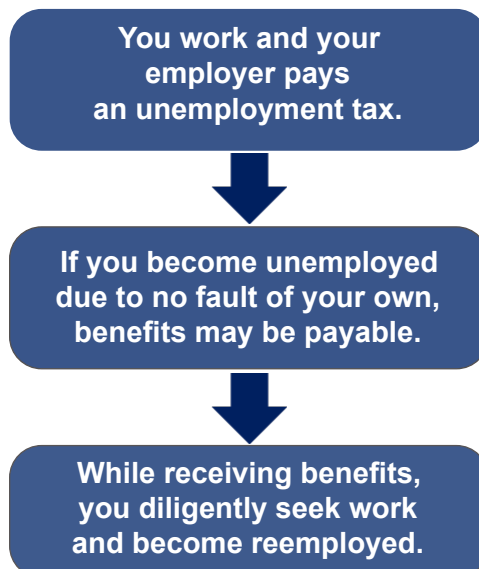 You work and your
employer pays
an unemployment tax.
If you become unemployed
due to no fault of your own,
benefits may be payable.
While receiving benefits,
you diligently seek work
and become reemployed.